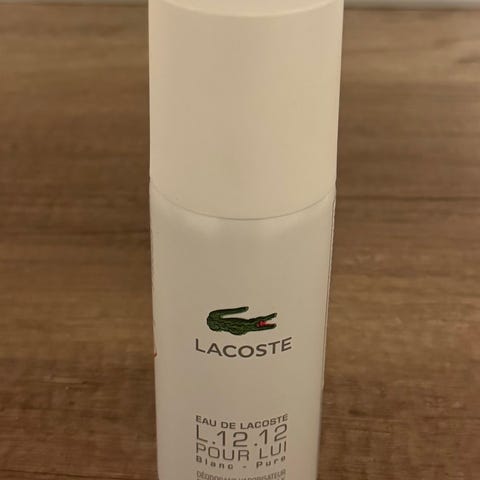 LACOSTE
EAU DE LACOSTE
L.12.12
POUR LUI
Blanc - Pure
DÉODORANT VAPORISATEUR